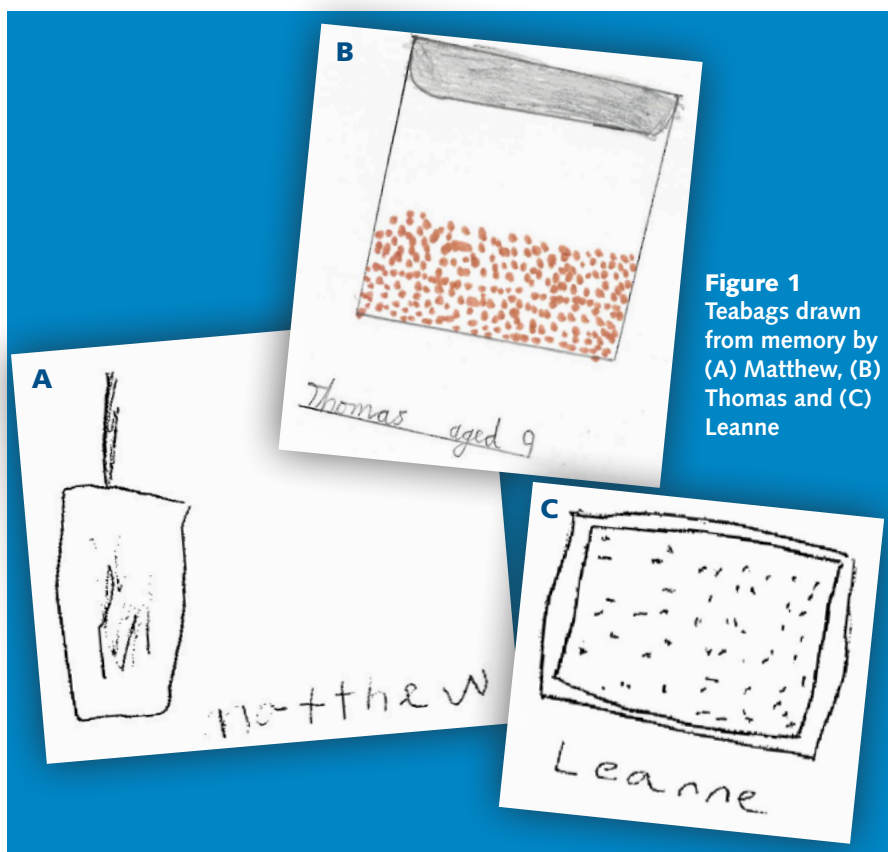 B
Thomas aged 9
Figure 1
Teabags drawn
from memory by
(A) Matthew, (B)
Thomas and (C)
Leanne
A
matthew
C
Leanne